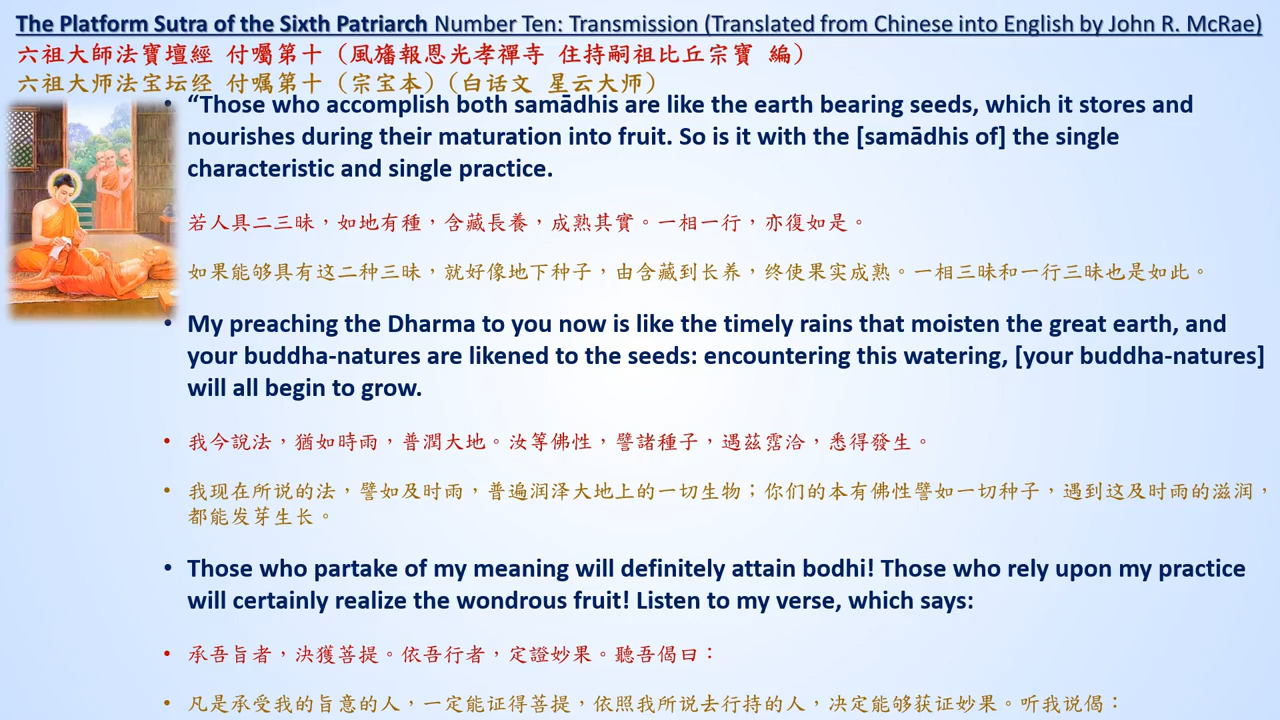 The Platform Sutra of the Sixth Patriarch Number Ten: Transmission (Translated from Chinese into English by John R. McRae)
六祖大師法寶壇經 付囑第十（風旛報恩光孝禪寺 住持嗣祖比丘宗寶 編）
六祖大师法宝坛经 付嘱第十（宗宝本）（白话文 星云大师）
• “Those who accomplish both samādhis are like the earth bearing seeds, which it stores and
nourishes during their maturation into fruit. So is it with the [samādhis of] the single
characteristic and single practice.
若人具二三昧，如地有種，含藏長養，成熟其實。一相一行，亦復如是。
如果能够具有这二种三昧，就好像地下种子，由含藏到长养，终使果实成熟。一相三昧和一行三昧也是如此。
• My preaching the Dharma to you now is like the timely rains that moisten the great earth, and
your buddha-natures are likened to the seeds: encountering this watering, [your buddha-natures]
will all begin to grow.
• 我今說法，猶如時雨，普潤大地。汝等佛性，譬諸種子，遇茲霑洽，悉得發生。
• 我现在所说的法，譬如及时雨，普遍润泽大地上的一切生物；你们的本有佛性譬如一切种子，遇到这及时雨的滋润，
都能发芽生长。
• Those who partake of my meaning will definitely attain bodhi! Those who rely upon my practice
will certainly realize the wondrous fruit! Listen to my verse, which says:
• 承吾旨者，決獲菩提。依吾行者，定證妙果。聽吾偈曰：
• 凡是承受我的旨意的人，一定能证得菩提，依照我所说去行持的人，决定能够获证妙果。听我说偈：